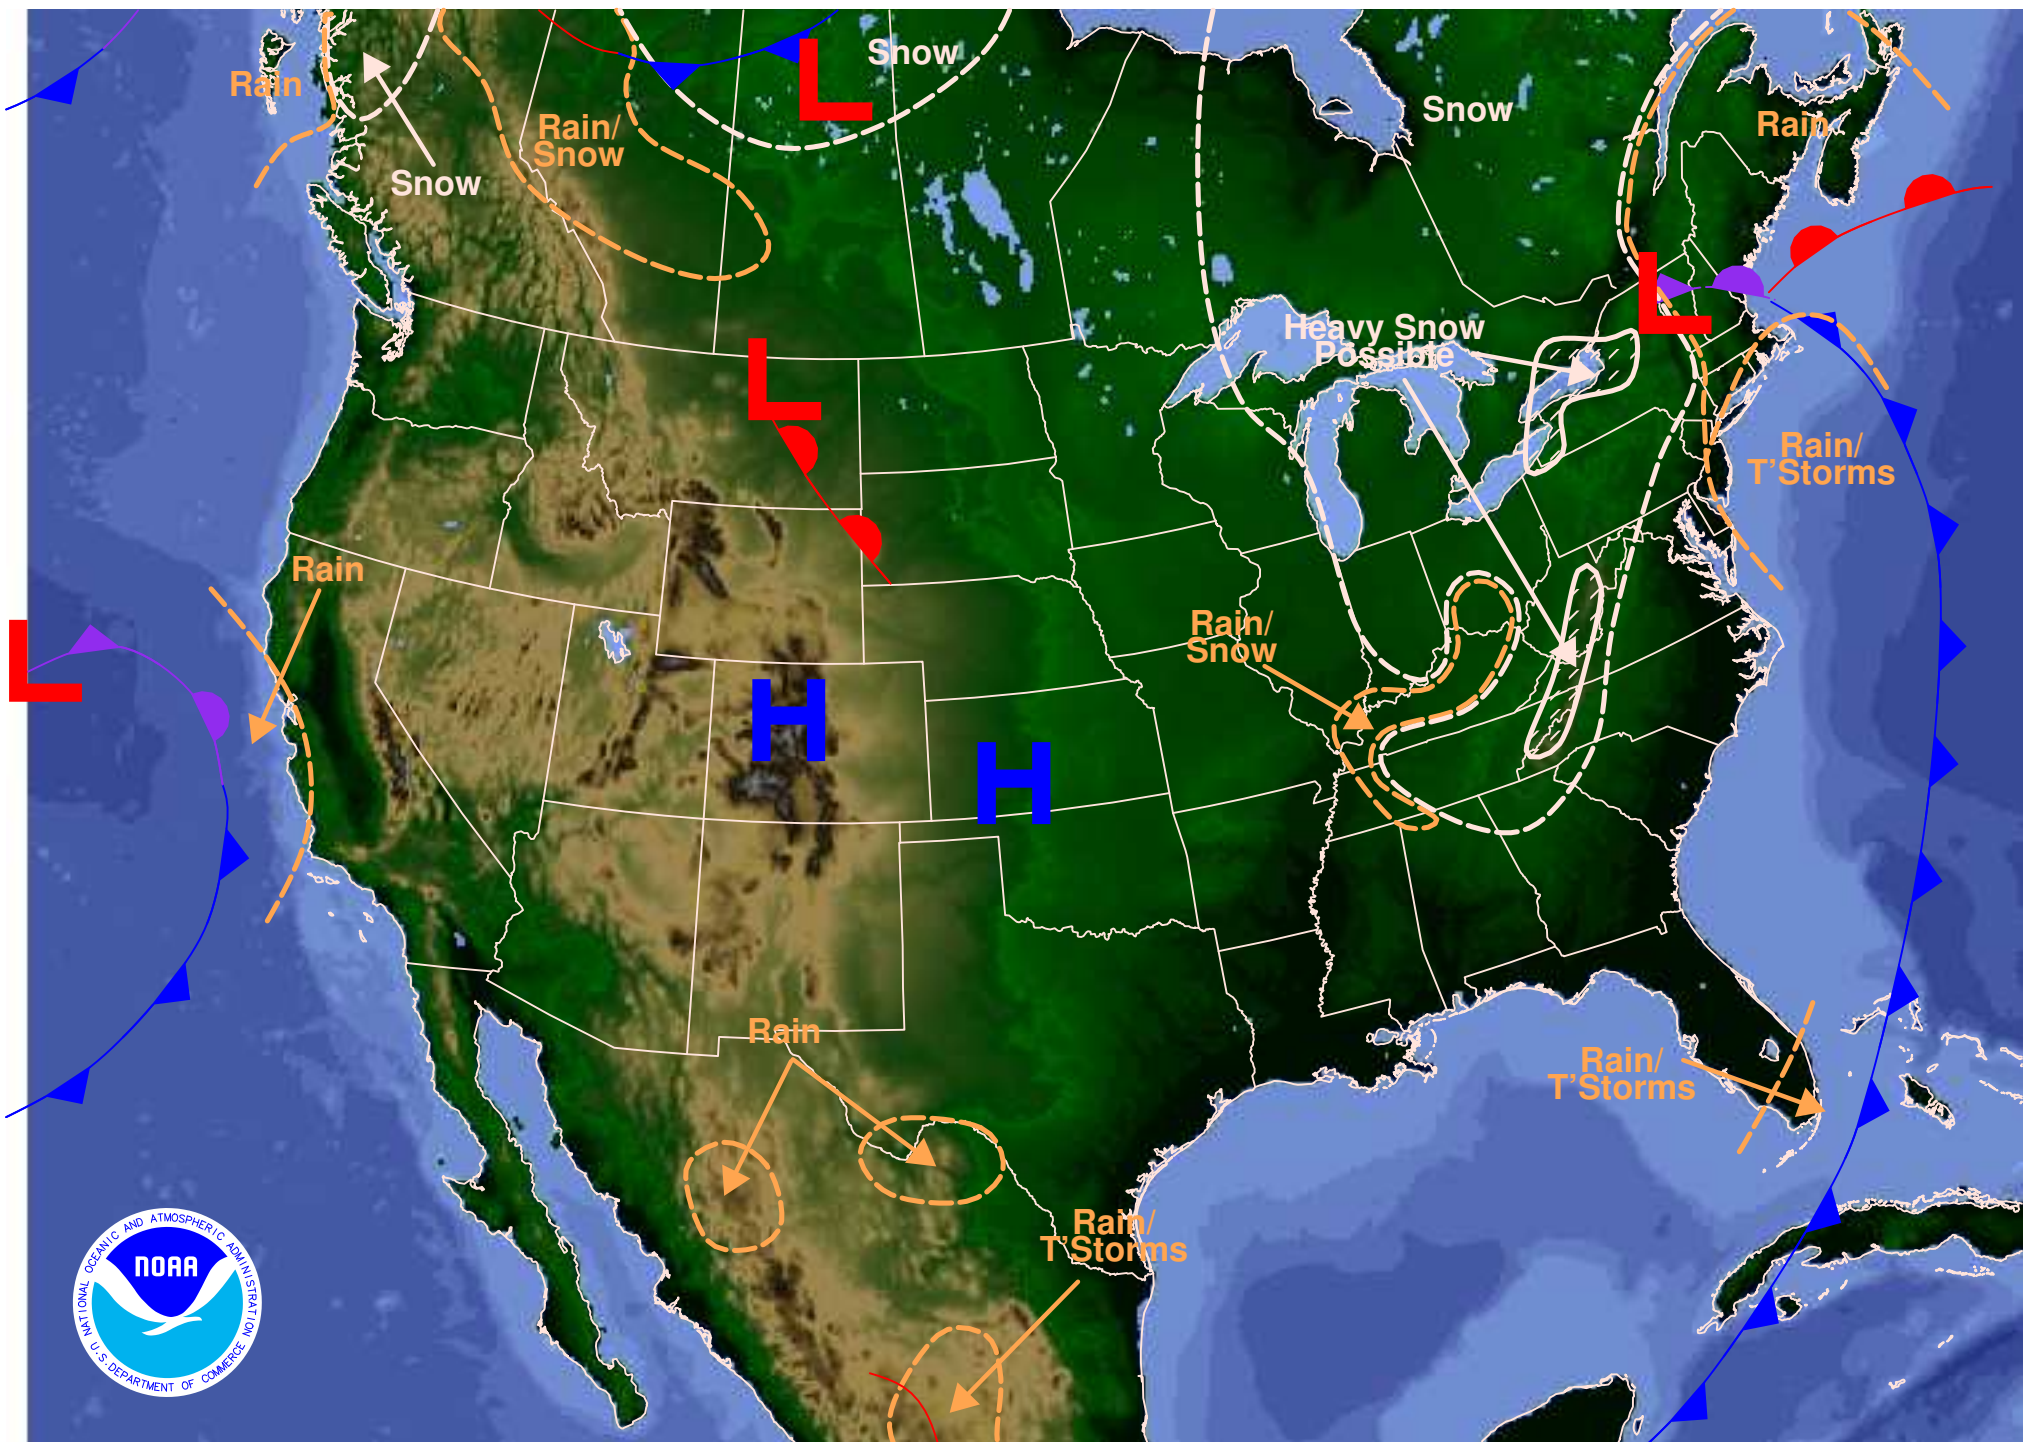 Snow
Rain
Rain/
Snow
Snow
Rain
Snow
L
L
L
Heavy Snow
Possible
Rain/
T'Storms
Rain
L
Rain/
Snow
H
H
Rain
Rain/
T'Storms
Rain/
T'Storms
NATIONAL OCEANIC AND ATMOSPHERIC ADMINISTRATION
NOAA
U.S. DEPARTMENT OF COMMERCE